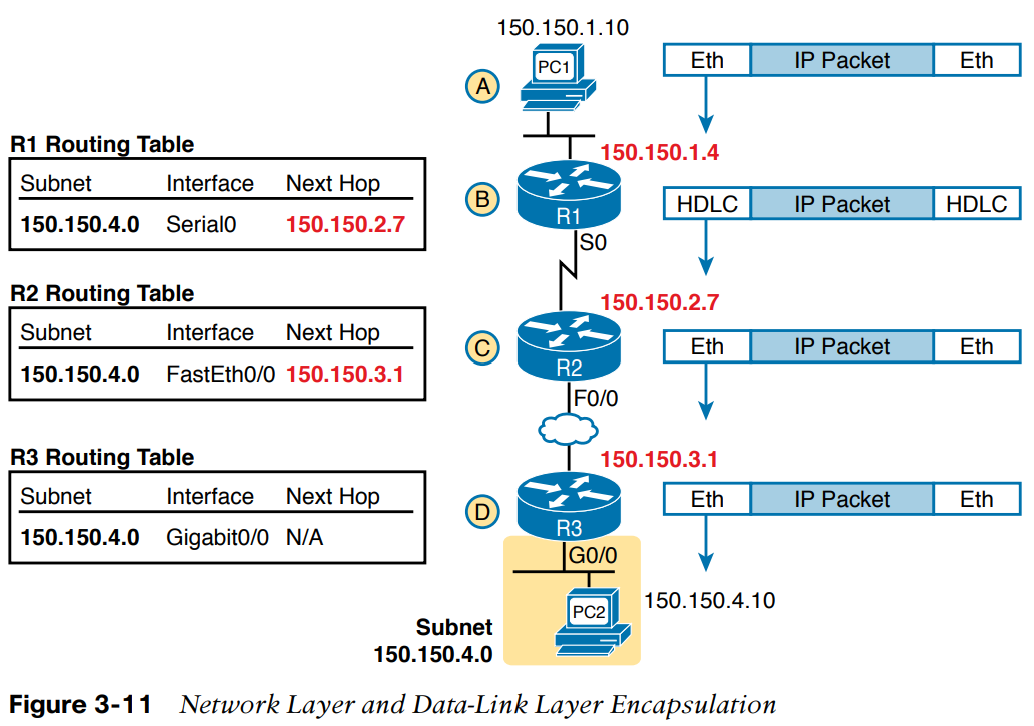 150.150.1.10
PC1
A
Eth IP Packet Eth
150.150.1.4
R1 Routing Table
Subnet Interface Next Hop
150.150.4.0 Serial0 150.150.2.7
B
R1
HDLC IP Packet HDLC
S0
150.150.2.7
R2 Routing Table
Subnet Interface Next Hop
150.150.4.0 FastEth0/0 150.150.3.1
C
R2
Eth IP Packet Eth
F0/0
150.150.3.1
R3 Routing Table
Subnet Interface Next Hop
150.150.4.0 Gigabit0/0 N/A
D
R3
Eth IP Packet Eth
G0/0
PC2
150.150.4.10
Subnet
150.150.4.0
Figure 3-11 Network Layer and Data-Link Layer Encapsulation